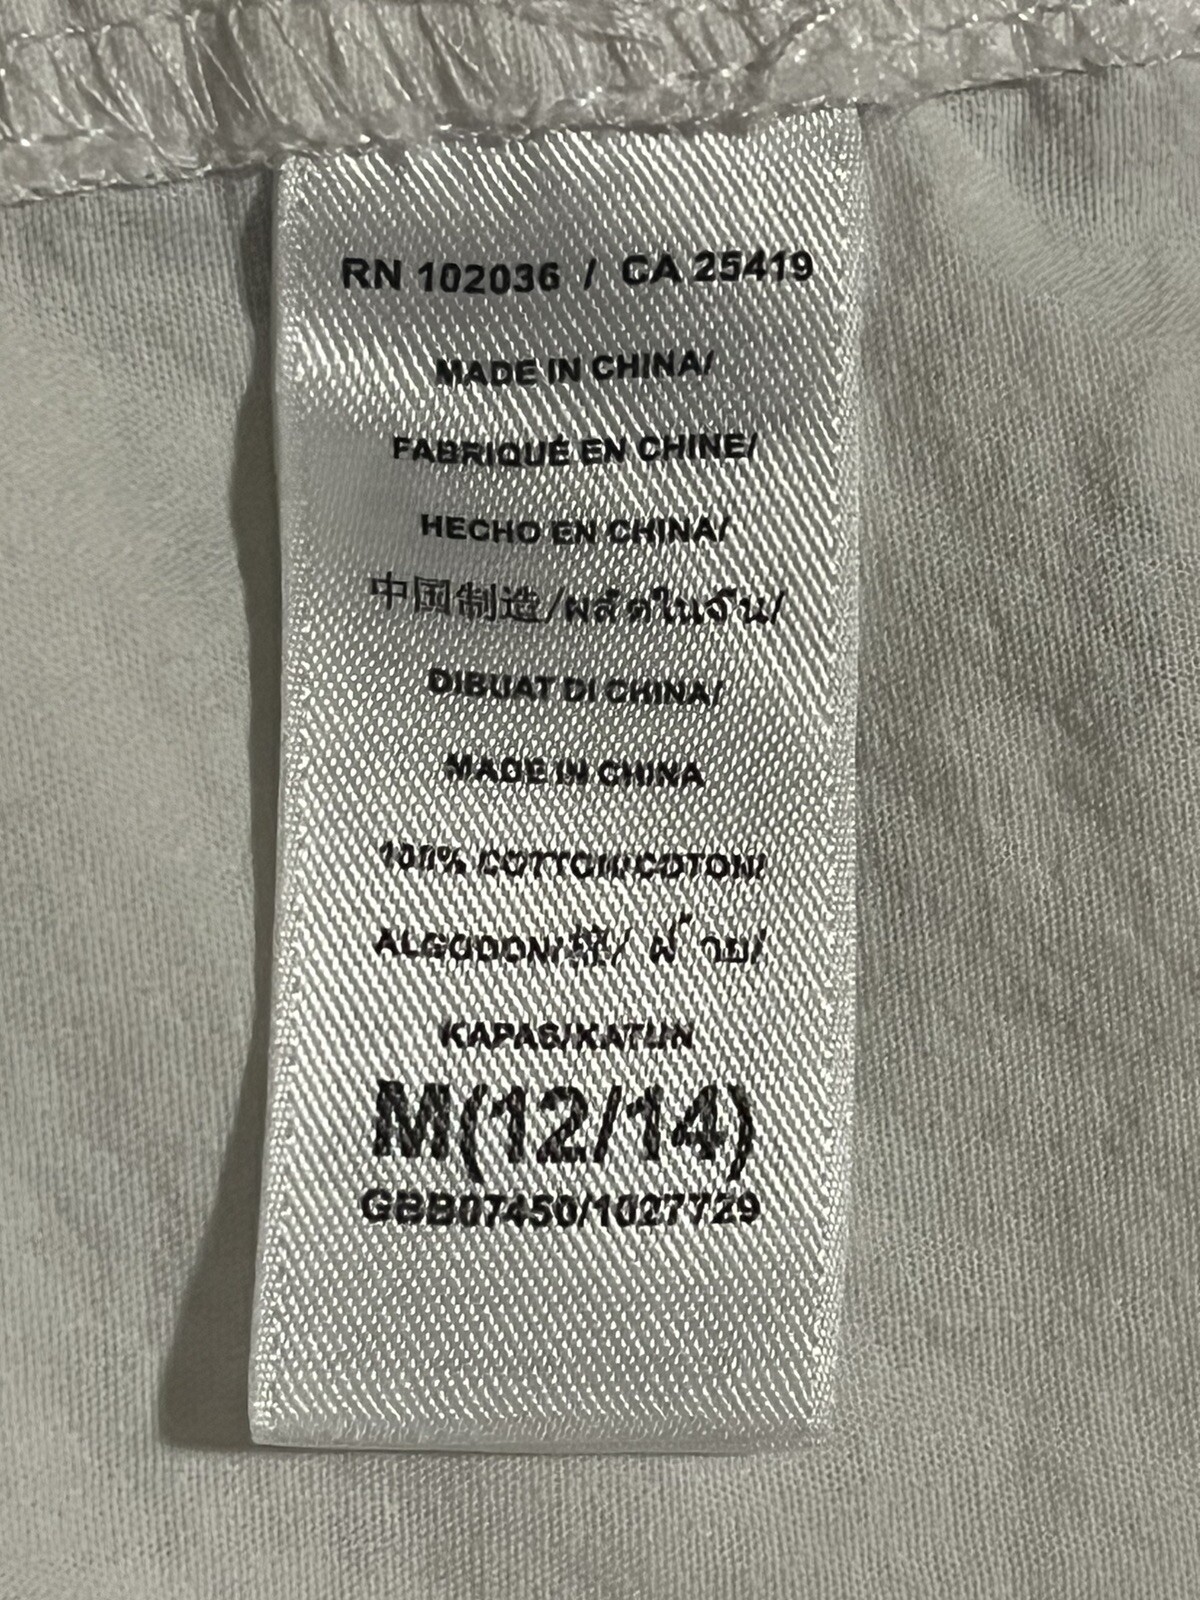 RN 102036 / CA 25419
MADE IN CHINA/
FABRIQUÉ EN CHINE/
HECHO EN CHINA/
中国制造/ผลิตในจีน/
DIBUAT DI CHINA/
MADE IN CHINA
100% COTTON/COTON/
ALGODON/棉/ ฝ้าย/
KAPAS/KATUN
M(12/14)
GBB07450/1027729